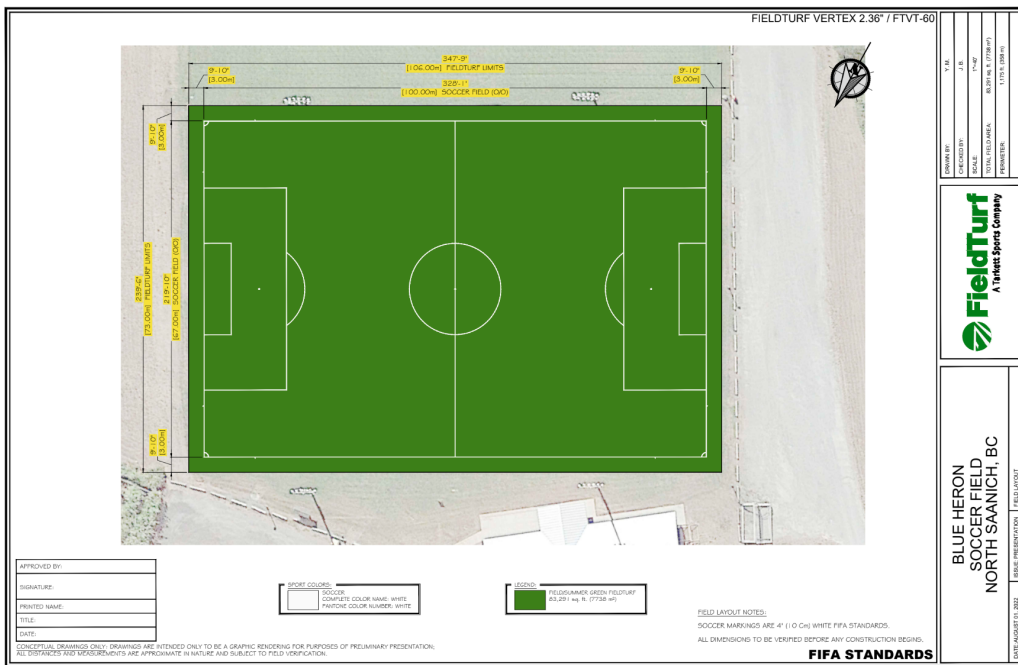 FIELDTURF VERTEX 2.36" / FTVT-60
347'-9"
[106.00m] FIELDTURF LIMITS
9'-10"
[3.00m]
328'-1"
[100.00m] SOCCER FIELD (O/O)
9'-10"
[3.00m]
9'-10"
[3.00m]
239'-6"
[73.00m] FIELDTURF LIMITS
219'-10"
[67.00m] SOCCER FIELD (O/O)
9'-10"
[3.00m]
DRAWN BY: Y. M.
CHECKED BY: J. B.
SCALE: 1"=40'
TOTAL FIELD AREA: 83,291 sq. ft. (7738 m²)
PERIMETER: 1,175 ft. (358 m)
FieldTurf
A Tarkett Sports Company
BLUE HERON
SOCCER FIELD
NORTH SAANICH, BC
DATE: AUGUST 01, 2022 ISSUE: PRESENTATION FIELD LAYOUT
APPROVED BY:
SIGNATURE:
PRINTED NAME:
TITLE:
DATE:
CONCEPTUAL DRAWINGS ONLY: DRAWINGS ARE INTENDED ONLY TO BE A GRAPHIC RENDERING FOR PURPOSES OF PRELIMINARY PRESENTATION;
ALL DISTANCES AND MEASUREMENTS ARE APPROXIMATE IN NATURE AND SUBJECT TO FIELD VERIFICATION.
SPORT COLORS:
SOCCER
COMPLETE COLOR NAME: WHITE
PANTONE COLOR NUMBER: WHITE
LEGEND:
FIELD/SUMMER GREEN FIELDTURF
83,291 sq. ft. (7738 m²)
FIELD LAYOUT NOTES:
SOCCER MARKINGS ARE 4" (10 Cm) WHITE FIFA STANDARDS.
ALL DIMENSIONS TO BE VERIFIED BEFORE ANY CONSTRUCTION BEGINS.
FIFA STANDARDS